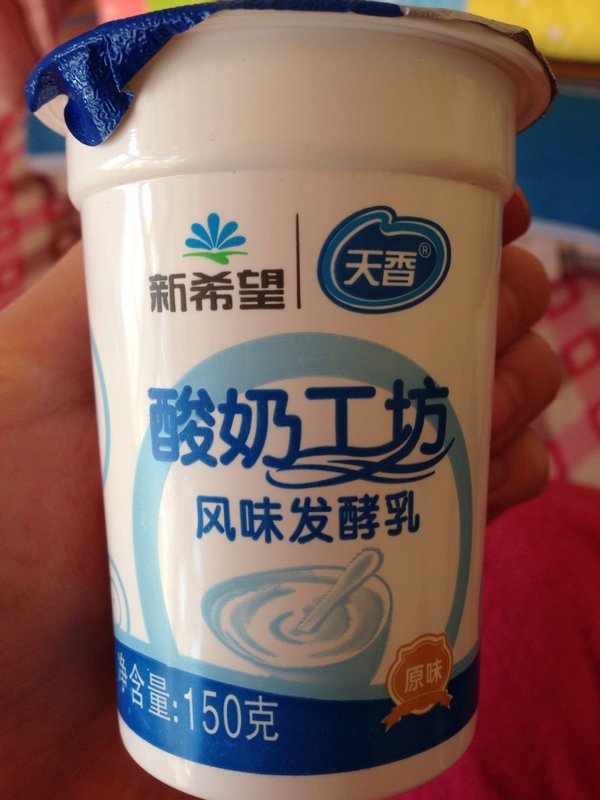 新希望
天香®
酸奶工坊
风味发酵乳
原味
净含量:150克